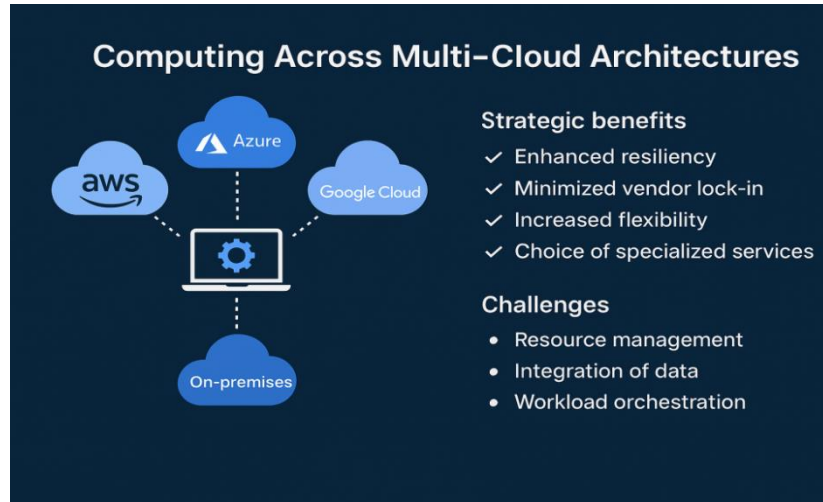 Computing Across Multi-Cloud Architectures
Azure
aws
Google Cloud
On-premises
Strategic benefits
✓ Enhanced resiliency
✓ Minimized vendor lock-in
✓ Increased flexibility
✓ Choice of specialized services
Challenges
• Resource management
• Integration of data
• Workload orchestration